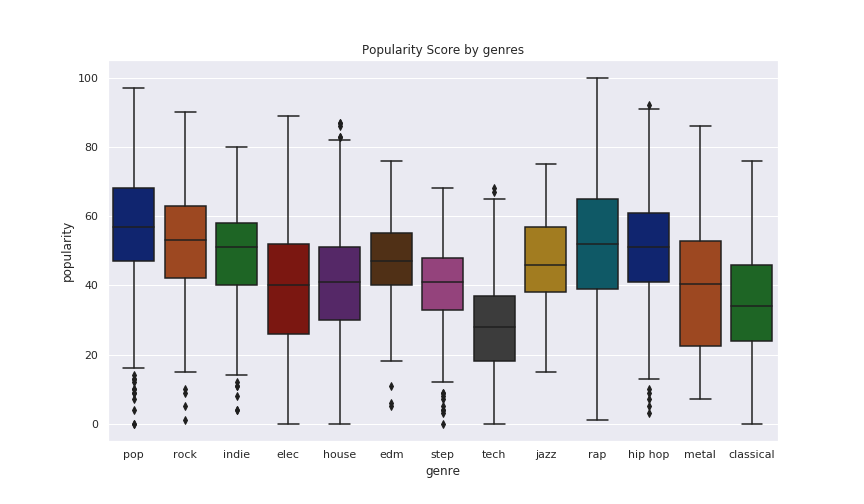 Popularity Score by genres
popularity
100
80
60
40
20
0
pop rock indie elec house edm step tech jazz rap hip hop metal classical
genre